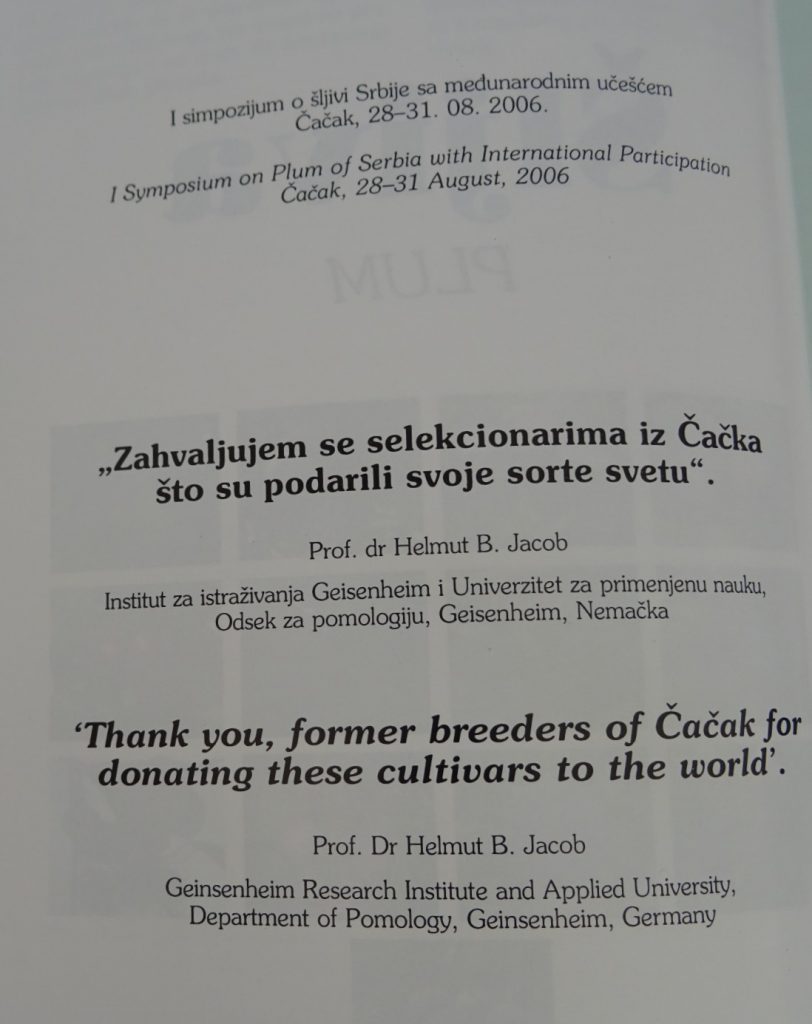 I simpozijum o šljivi Srbije sa međunarodnim učešćem
Čačak, 28–31. 08. 2006.
I Symposium on Plum of Serbia with International Participation
Čačak, 28–31 August, 2006
PLUM
„Zahvaljujem se selekcionarima iz Čačka
što su podarili svoje sorte svetu“.
Prof. dr Helmut B. Jacob
Institut za istraživanja Geisenheim i Univerzitet za primenjenu nauku,
Odsek za pomologiju, Geisenheim, Nemačka
‘Thank you, former breeders of Čačak for
donating these cultivars to the world’.
Prof. Dr Helmut B. Jacob
Geinsenheim Research Institute and Applied University,
Department of Pomology, Geinsenheim, Germany